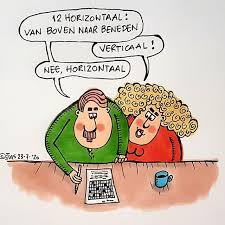 12 HORIZONTAAL:
VAN BOVEN NAAR BENEDEN
VERTICAAL!
NEE, HORIZONTAAL